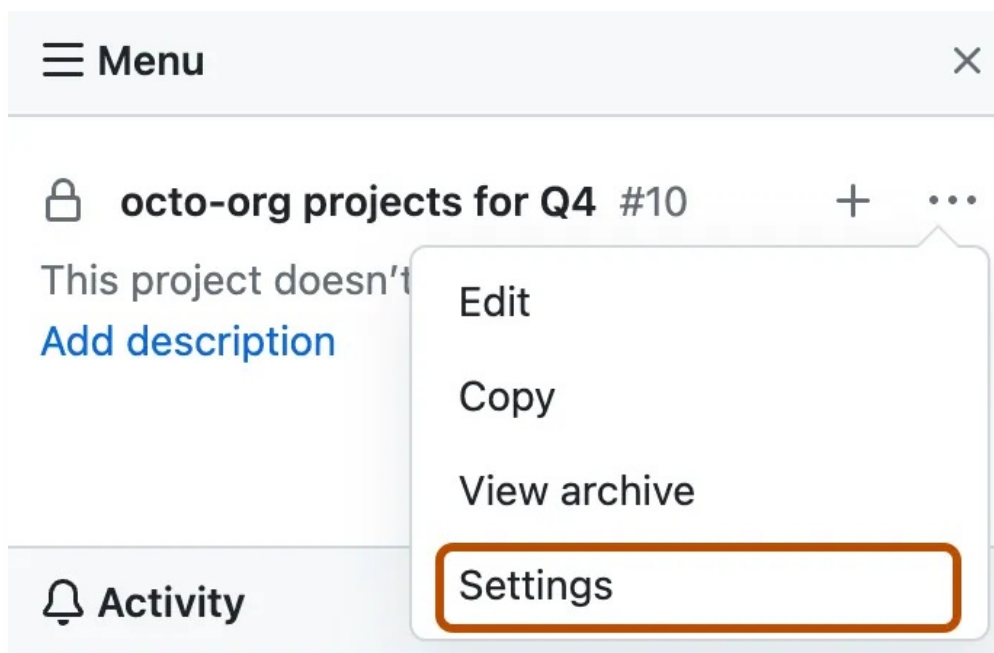 Menu
octo-org projects for Q4 #10
This project doesn’t
Add description
Edit
Copy
View archive
Settings
Activity